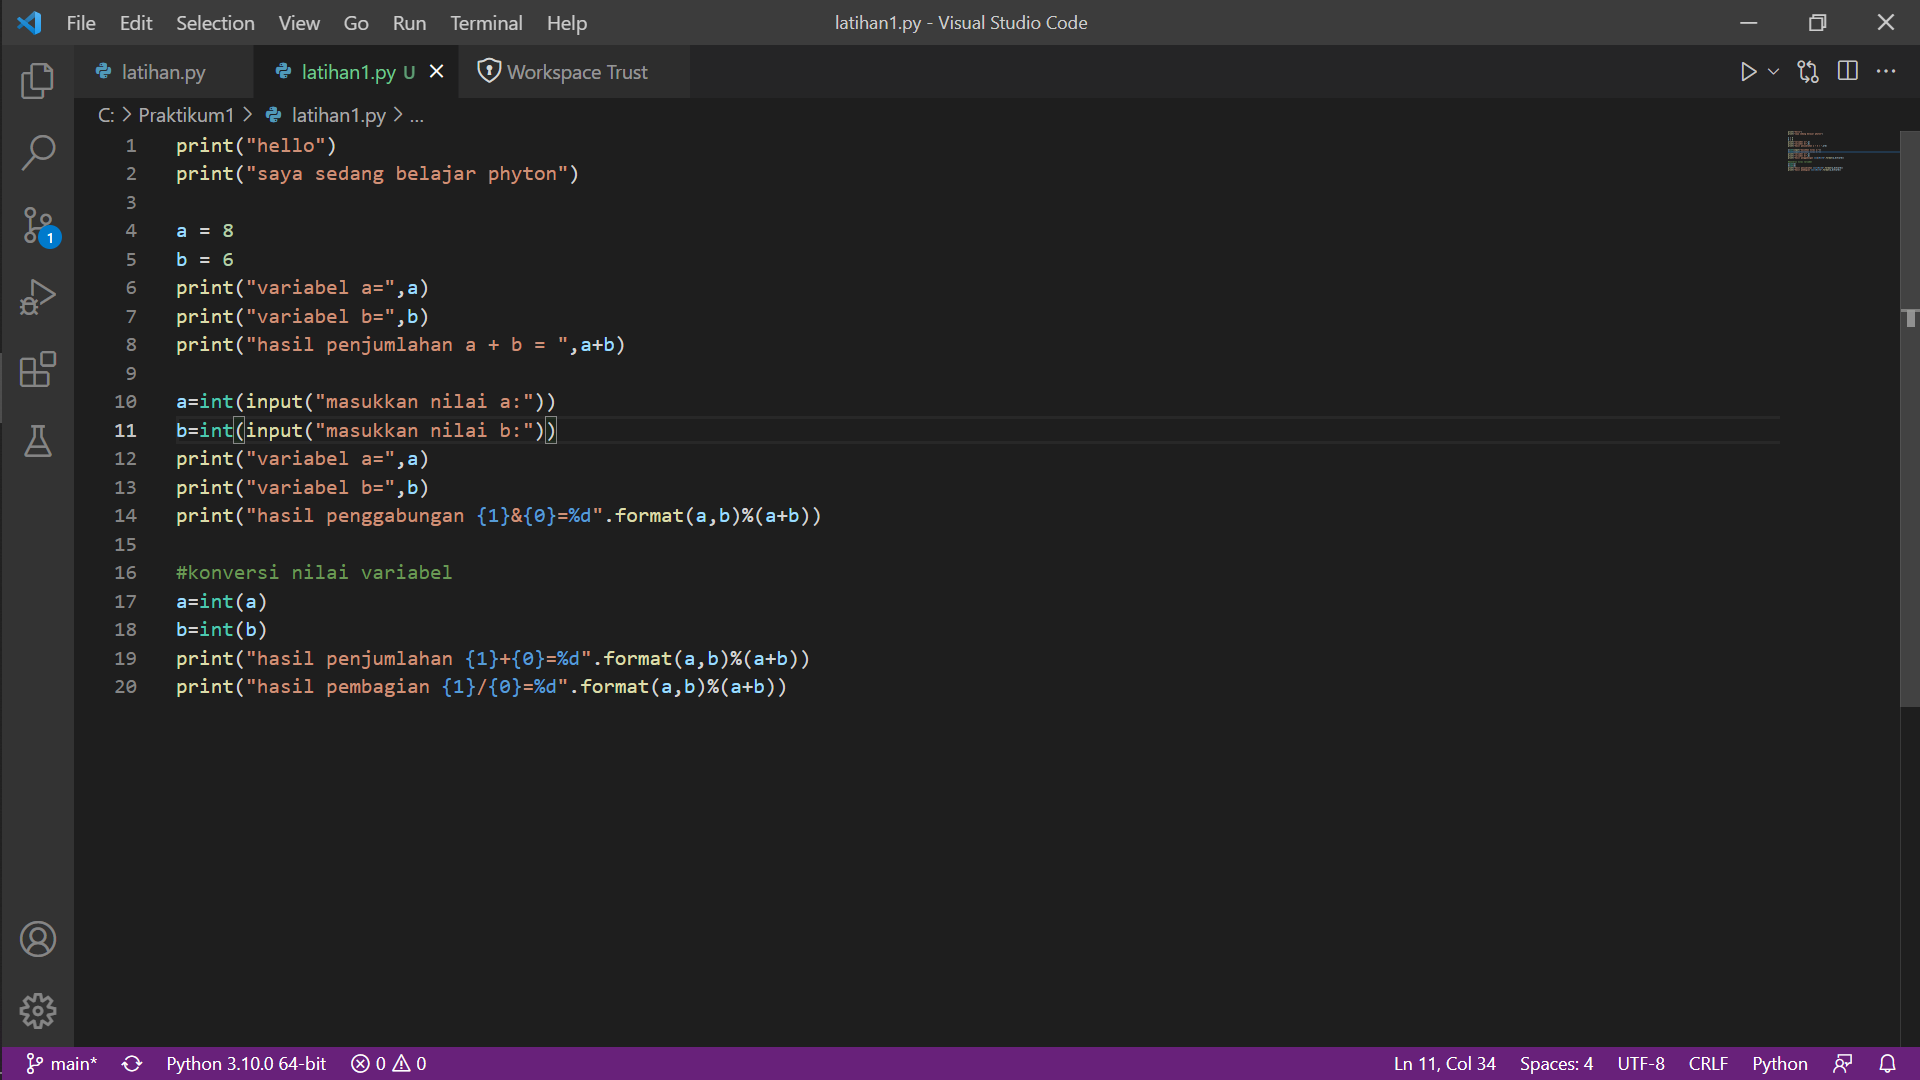 File Edit Selection View Go Run Terminal Help latihan1.py - Visual Studio Code
latihan.py latihan1.py U Workspace Trust
C: > Praktikum1 > latihan1.py > ...
1 print("hello")
2 print("saya sedang belajar phyton")
3
4 a = 8
5 b = 6
6 print("variabel a=",a)
7 print("variabel b=",b)
8 print("hasil penjumlahan a + b = ",a+b)
9
10 a=int(input("masukkan nilai a:"))
11 b=int(input("masukkan nilai b:"))
12 print("variabel a=",a)
13 print("variabel b=",b)
14 print("hasil penggabungan {1}&{0}=%d".format(a,b)%(a+b))
15
16 #konversi nilai variabel
17 a=int(a)
18 b=int(b)
19 print("hasil penjumlahan {1}+{0}=%d".format(a,b)%(a+b))
20 print("hasil pembagian {1}/{0}=%d".format(a,b)%(a+b))
1
main* Python 3.10.0 64-bit 0 0 Ln 11, Col 34 Spaces: 4 UTF-8 CRLF Python